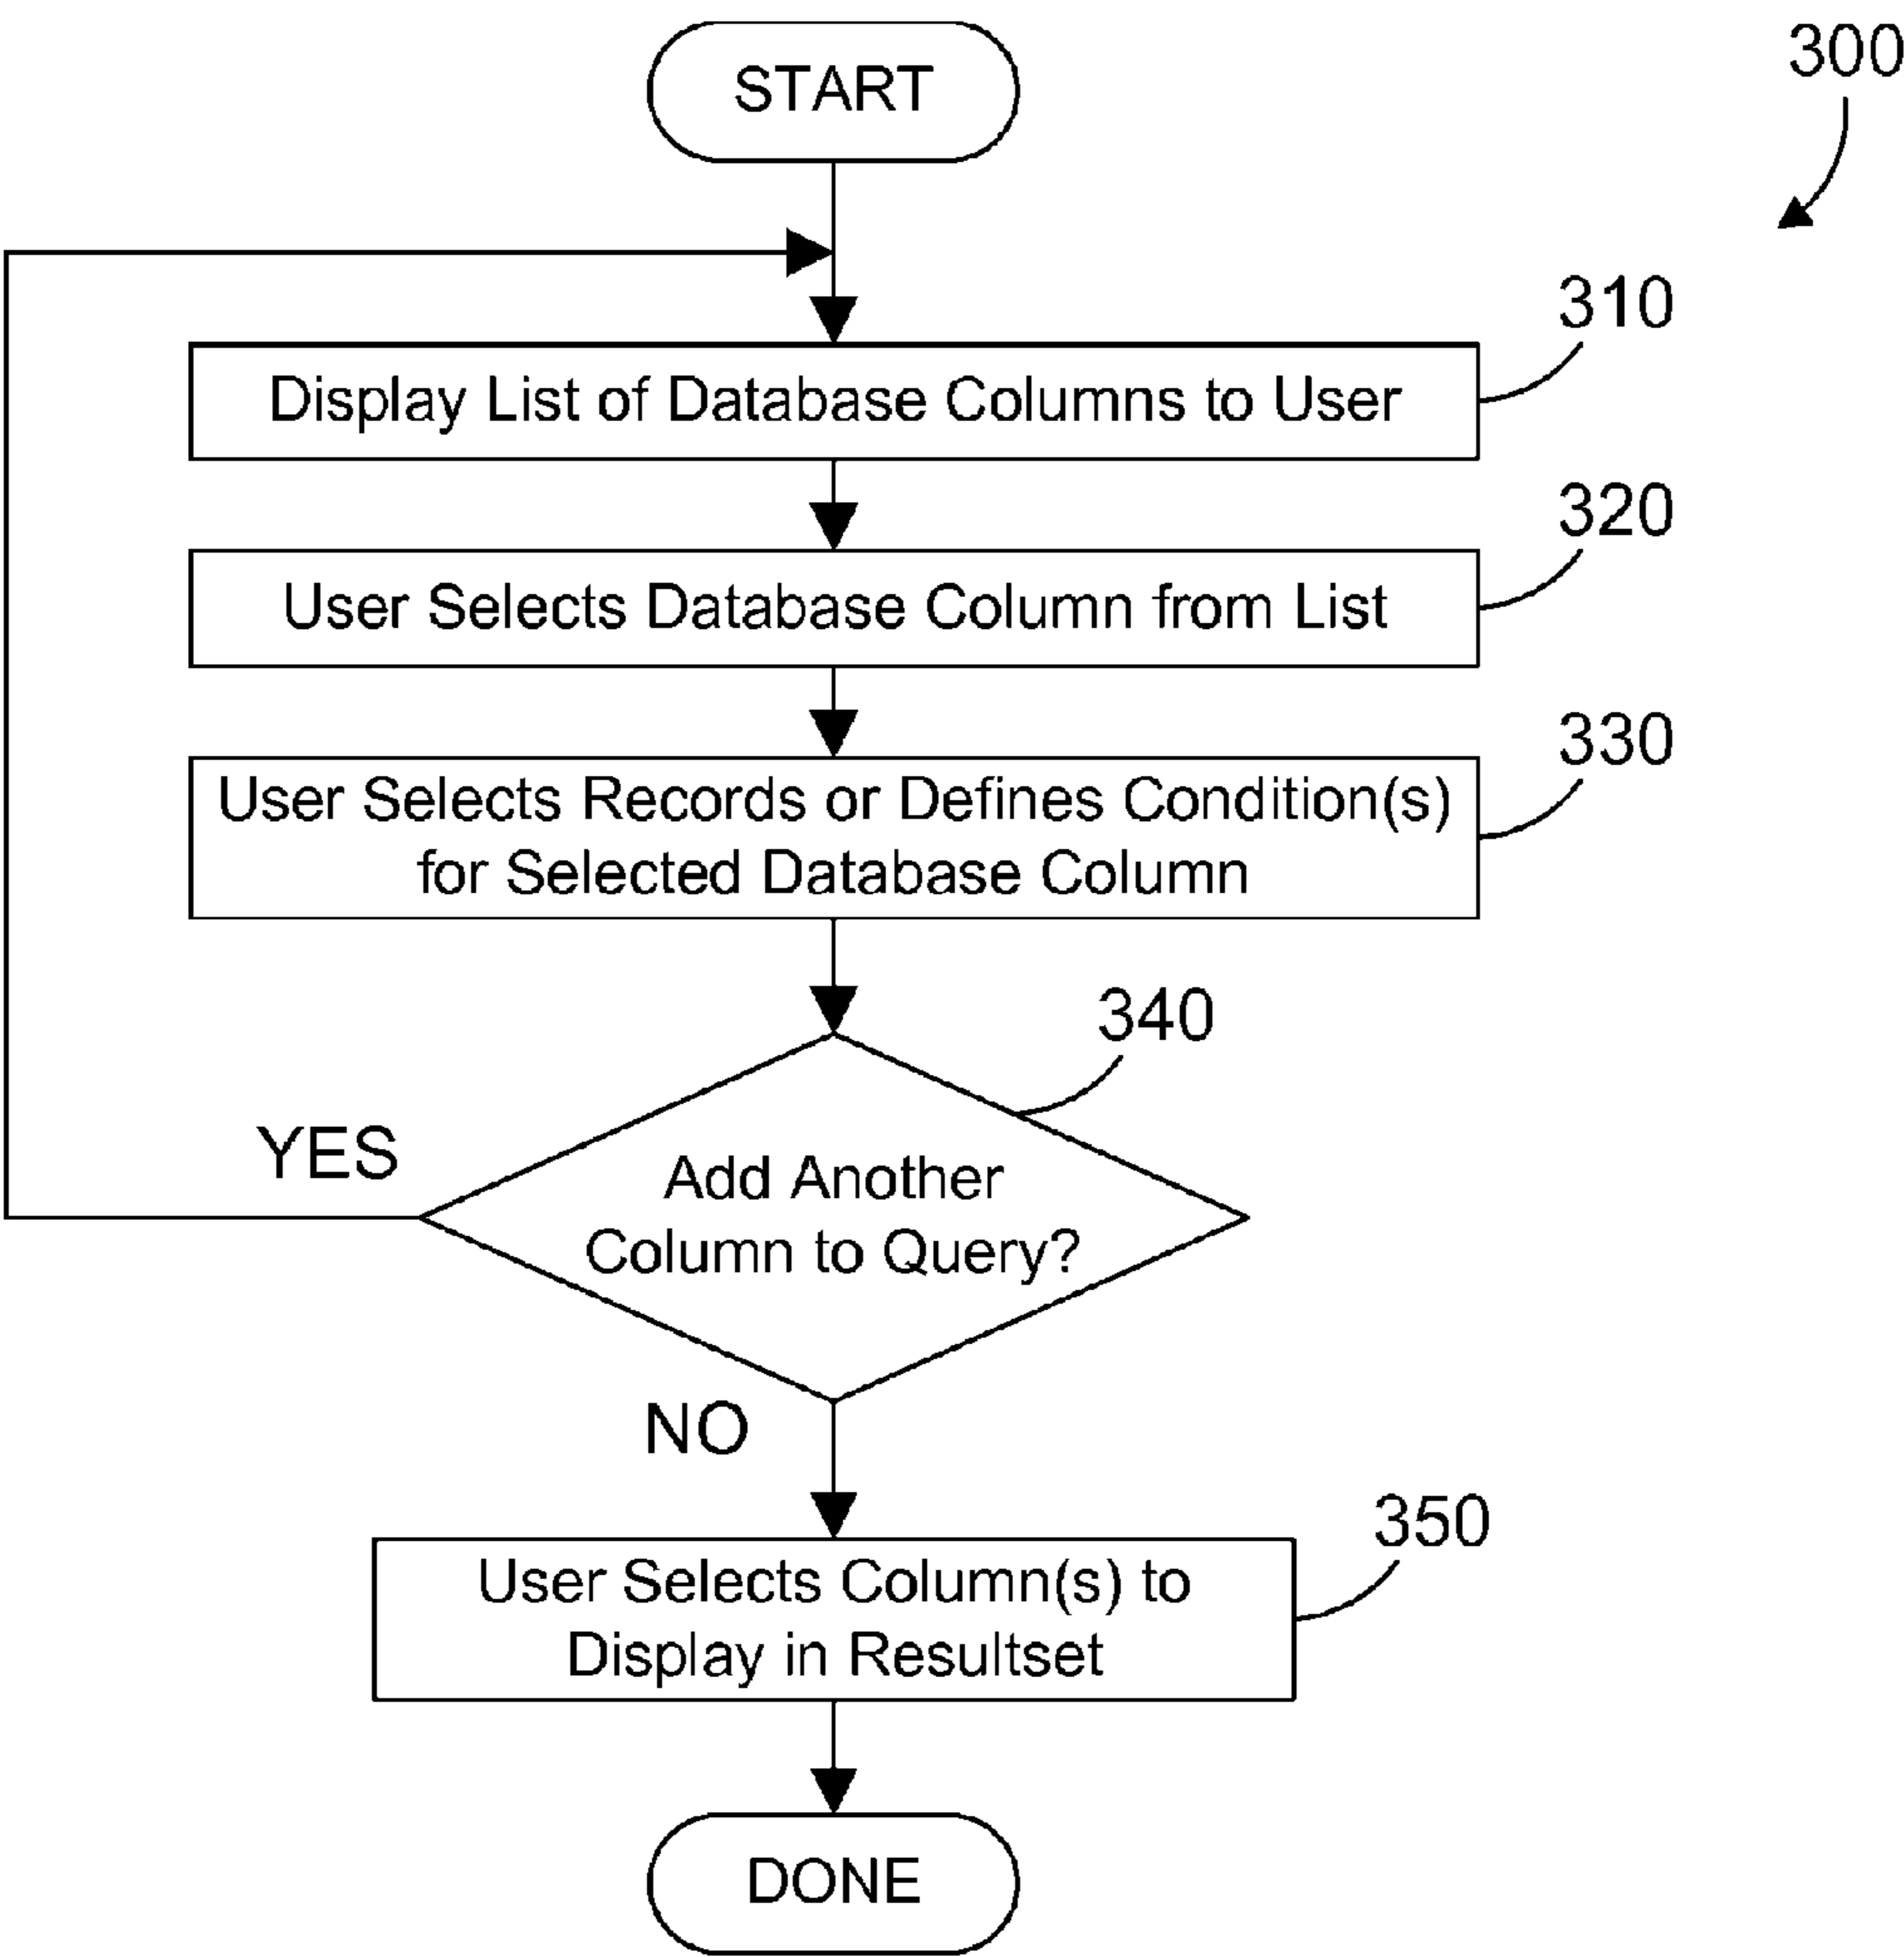 START
300
310
Display List of Database Columns to User
320
User Selects Database Column from List
330
User Selects Records or Defines Condition(s)
for Selected Database Column
340
YES
Add Another
Column to Query?
NO
350
User Selects Column(s) to
Display in Resultset
DONE